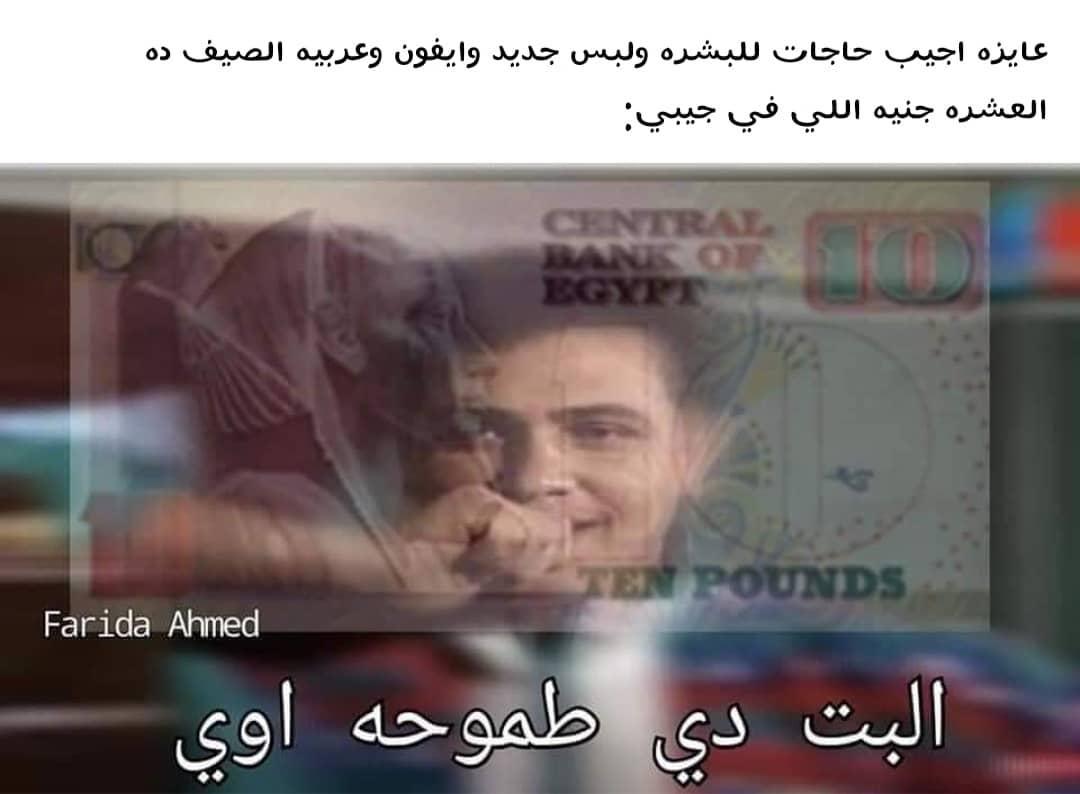 عايزه اجيب حاجات للبشره ولبس جديد وايفون وعربيه الصيف ده
العشره جنيه اللي في جيبي:
10
CENTRAL
BANK OF
EGYPT
10
TEN POUNDS
Farida Ahmed
البت دي طموحه اوي